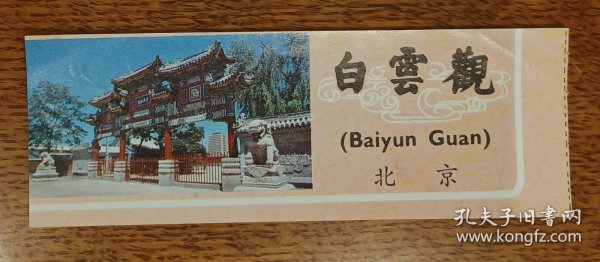 白雲觀
(Baiyun Guan)
北京
孔夫子旧书网
www.kongfz.com